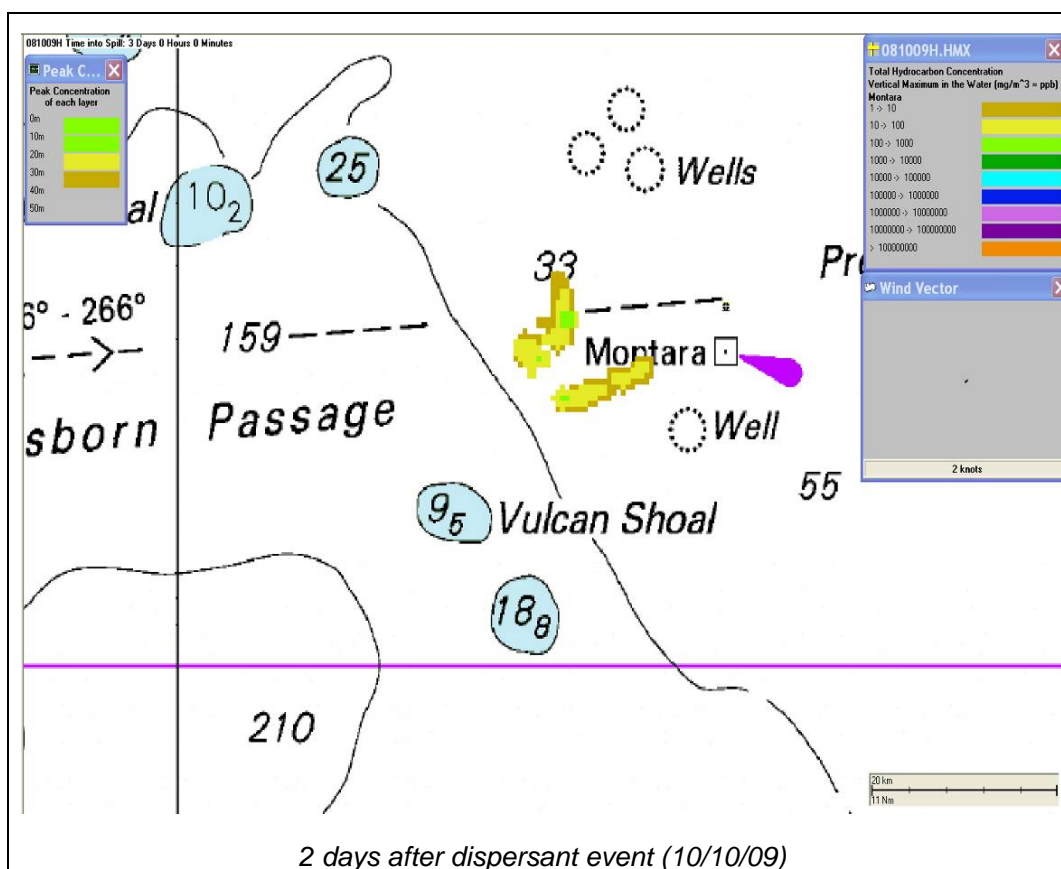 081009H Time into Spill: 3 Days 0 Hours 0 Minutes
Peak C...
Peak Concentration
of each layer
0m
10m
20m
30m
40m
50m
081009H.HMX
Total Hydrocarbon Concentration
Vertical Maximum in the Water (mg/m^3 = ppb)
Montara
1 -> 10
10 -> 100
100 -> 1000
1000 -> 10000
10000 -> 100000
100000 -> 1000000
1000000 -> 10000000
10000000 -> 100000000
> 100000000
Wind Vector
2 knots
al
10₂
25
Wells
33
Pre
6° - 266°
159
Montara
sborn Passage
Well
55
9₅
Vulcan Shoal
18₈
210
20 km
11 Nm
2 days after dispersant event (10/10/09)